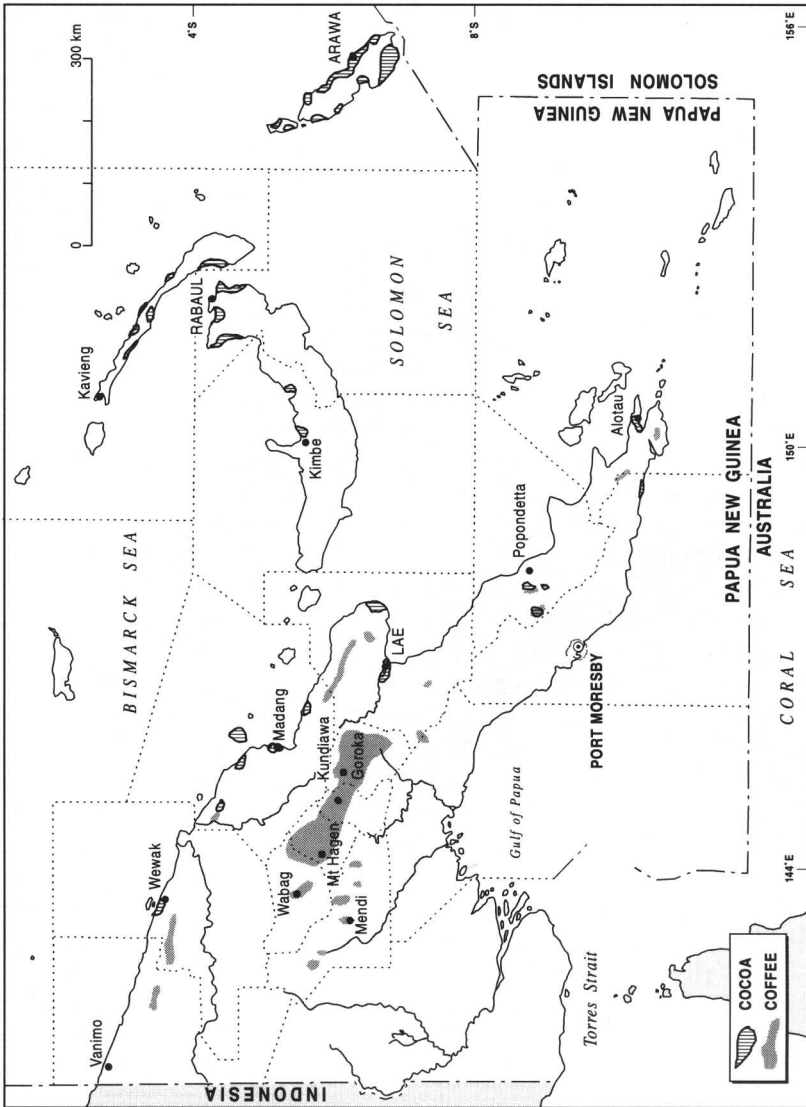 300 km
0
4°S
8°S
156°E
150°E
144°E
ARAWA
SOLOMON ISLANDS
PAPUA NEW GUINEA
Kavieng
RABAUL
SOLOMON
SEA
Kimbe
BISMARCK SEA
Alotau
Popondetta
PAPUA NEW GUINEA
AUSTRALIA
CORAL SEA
LAE
Madang
Kundiawa
Goroka
PORT MORESBY
Gulf of Papua
Wewak
Wabag
Mt Hagen
Mendi
Vanimo
Torres Strait
INDONESIA
COCOA
COFFEE